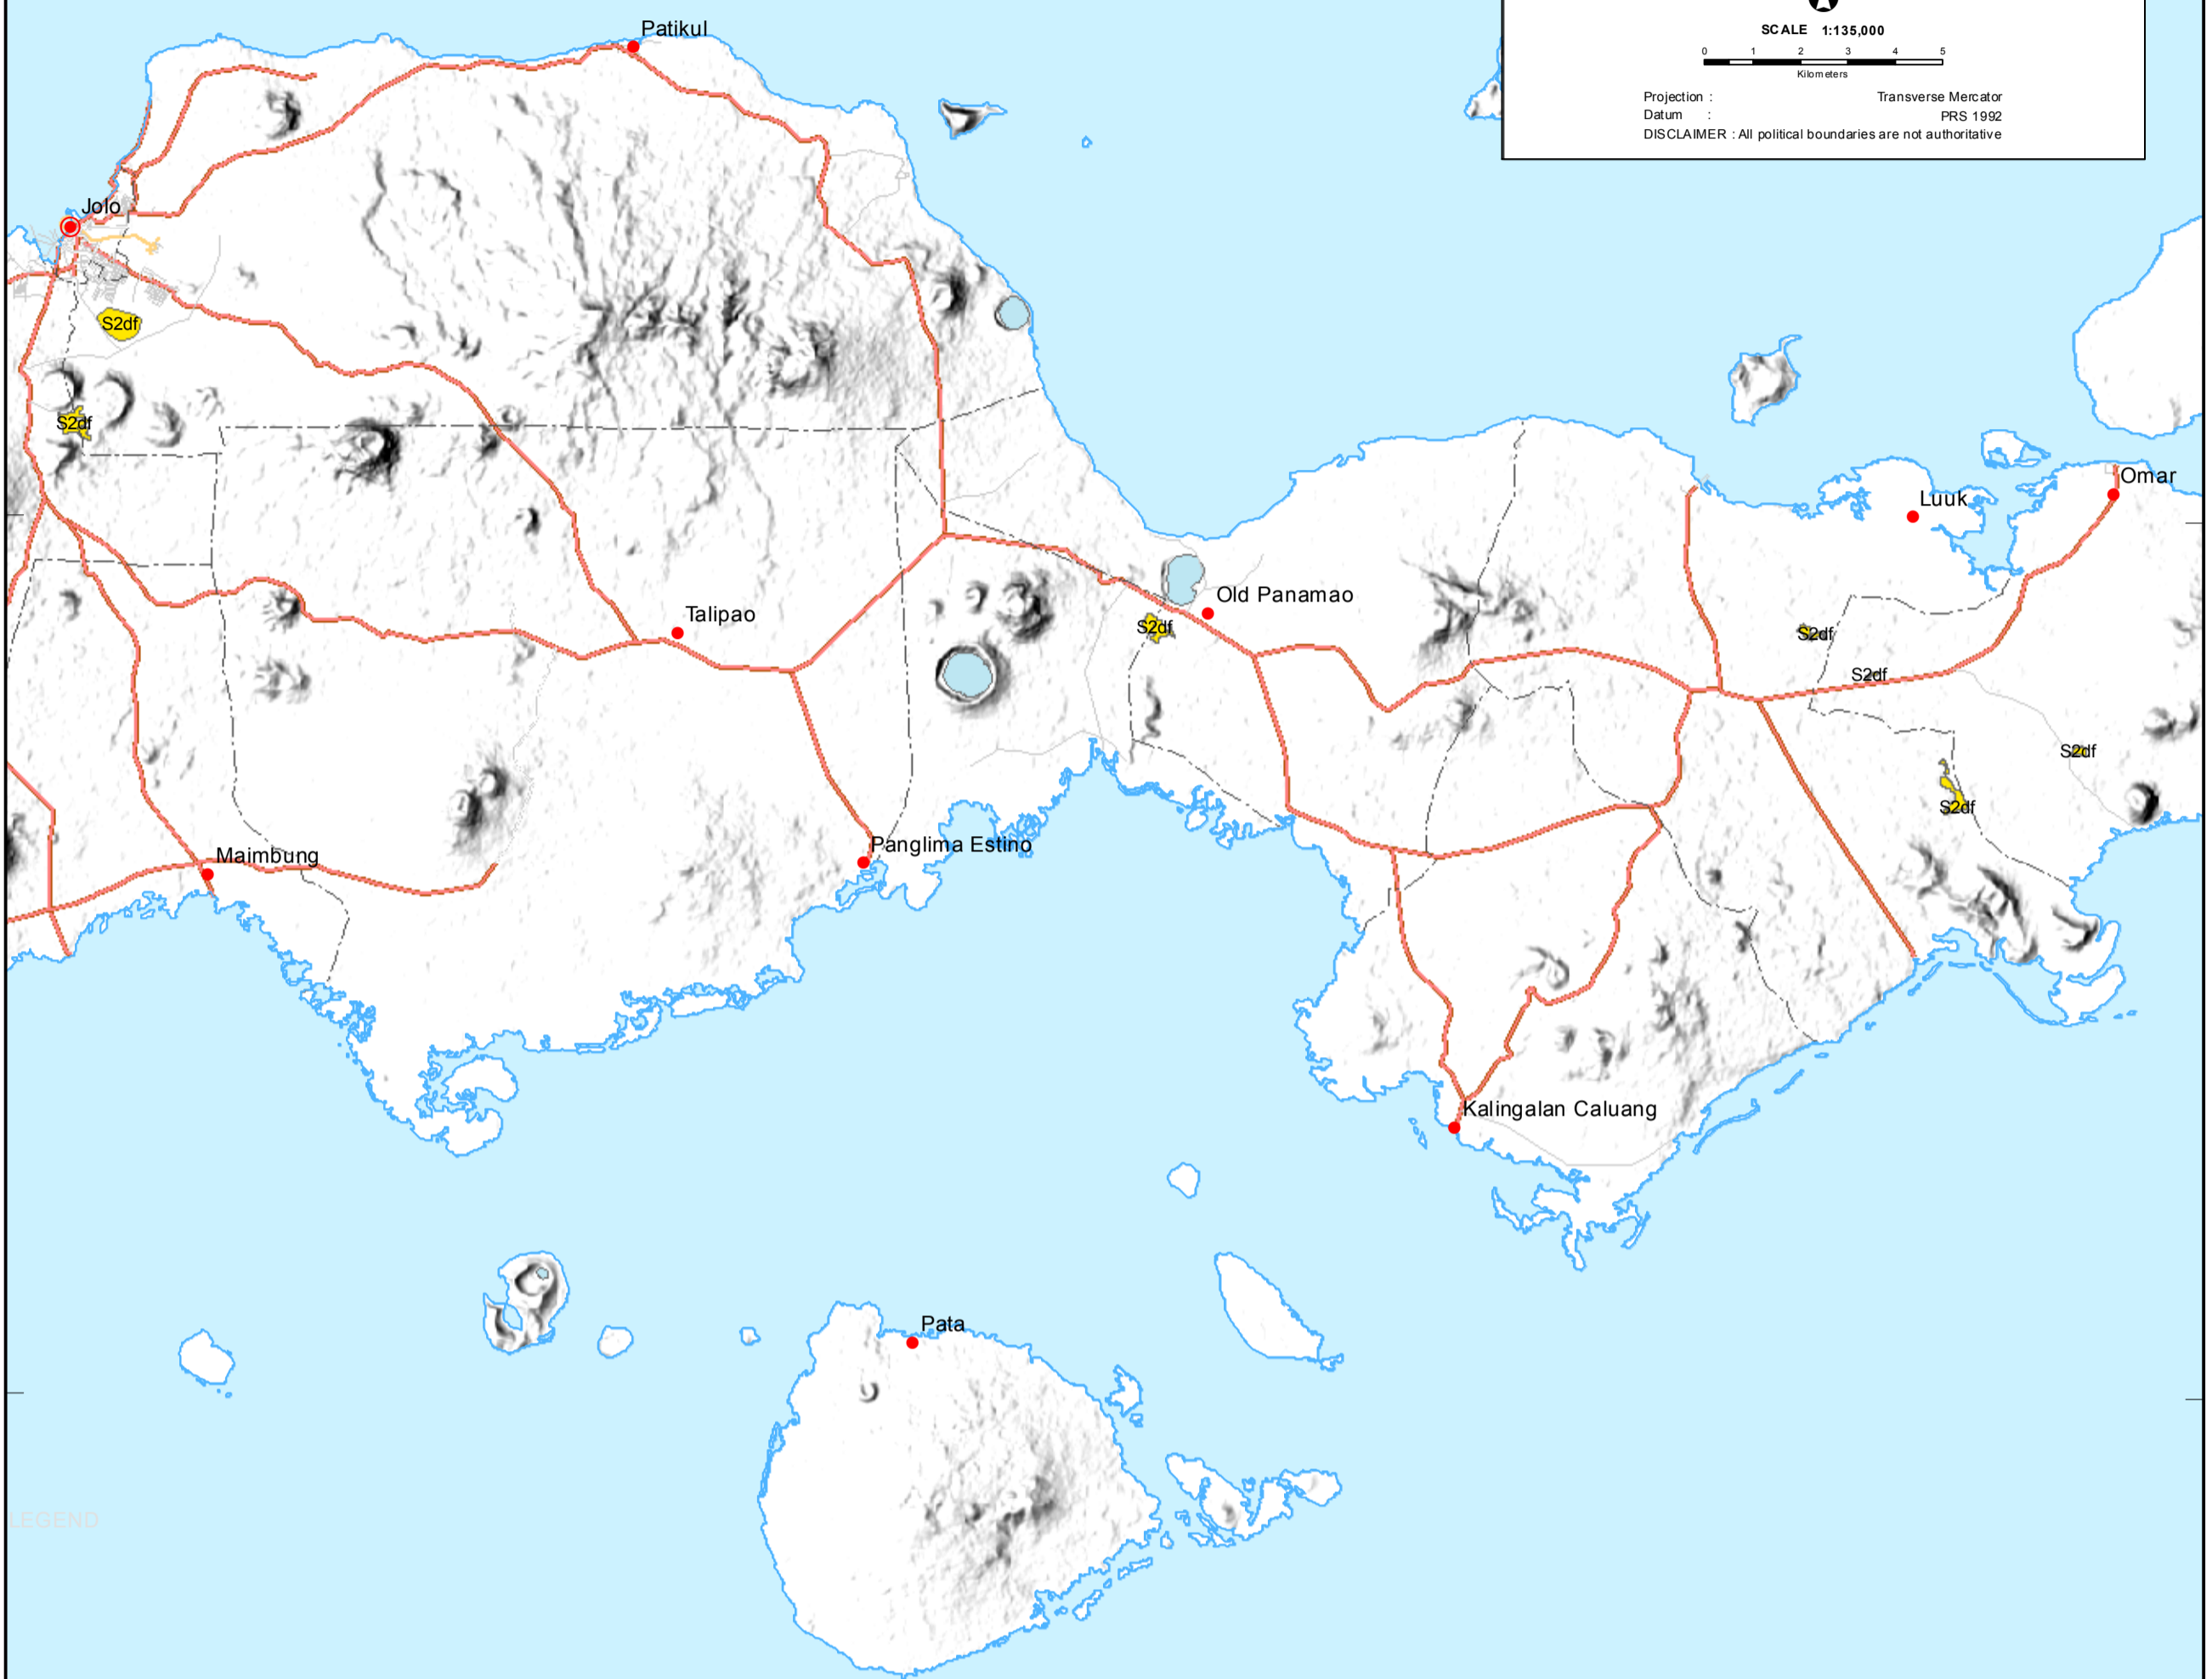 Patikul
SCALE 1:135,000
0 1 2 3 4 5
Kilometers
Projection : Transverse Mercator
Datum : PRS 1992
DISCLAIMER : All political boundaries are not authoritative
Jolo
S2df
S2df
Omar
Luuk
Old Panamao
Talipao
S2df
S2df
S2df
S2df
S2df
Panglima Estino
Maimbung
Kalingalan Caluang
Pata
LEGEND